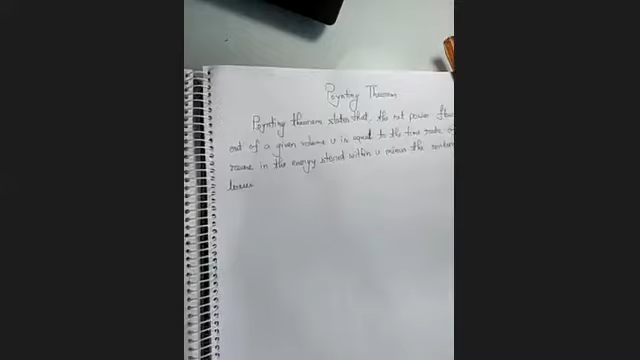 Poynting Theorem
Poynting theorem states that, the net power flow
out of a given volume v is equal to the time rate of
in the energy stored within v minus the
losses